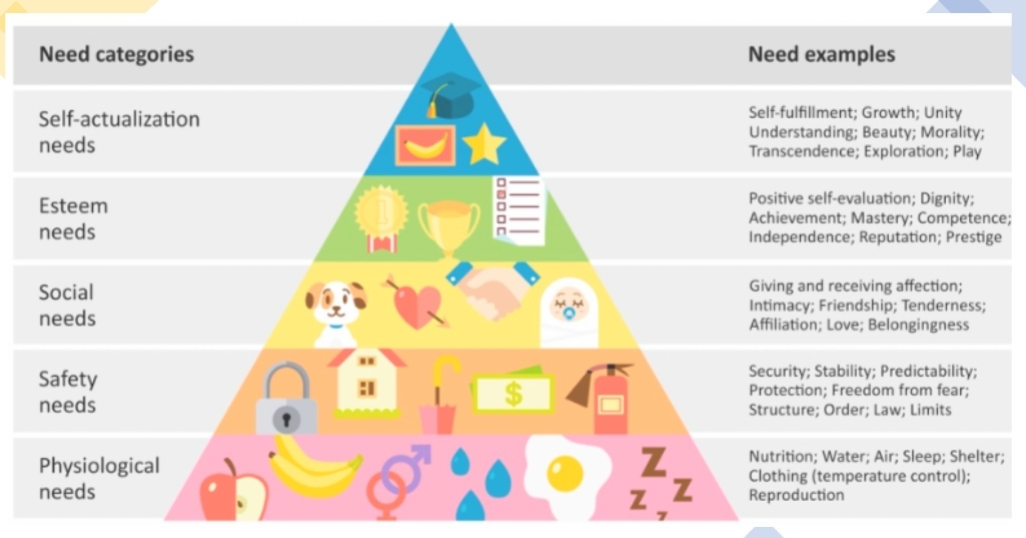 Need categories
Need examples
Self-actualization
needs
Self-fulfillment; Growth; Unity
Understanding; Beauty; Morality;
Transcendence; Exploration; Play
1
Esteem
needs
Positive self-evaluation; Dignity;
Achievement; Mastery; Competence;
Independence; Reputation; Prestige
Social
needs
Giving and receiving affection;
Intimacy; Friendship; Tenderness;
Affiliation; Love; Belongingness
Safety
needs
$
Security; Stability; Predictability;
Protection; Freedom from fear;
Structure; Order; Law; Limits
Physiological
needs
Z
Z
Z
Z
Nutrition; Water; Air; Sleep; Shelter;
Clothing (temperature control);
Reproduction